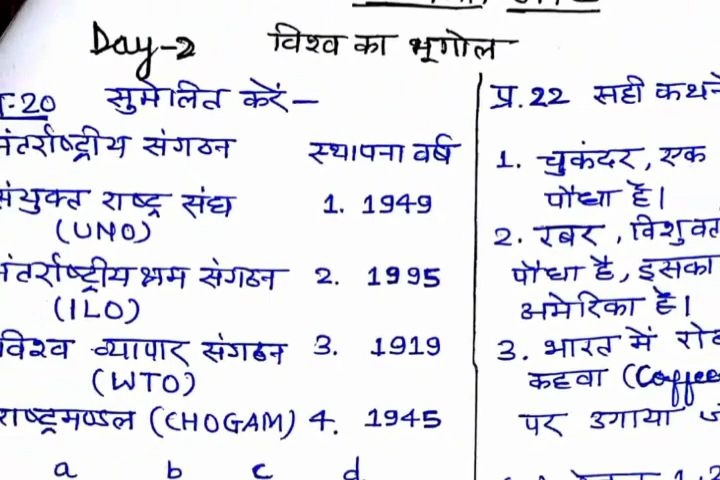 Day-2 विश्व का भूगोल
20 सुमेलित करें-
अंतर्राष्ट्रीय संगठन स्थापना वर्ष
संयुक्त राष्ट्र संघ 1. 1949
(UNO)
अंतर्राष्ट्रीय श्रम संगठन 2. 1995
(ILO)
विश्व व्यापार संगठन 3. 1919
(WTO)
राष्ट्रमण्डल (CHOGAM) 4. 1945
a b c d
प्र.22 सही कथन
1. चुकंदर, एक
पौधा है।
2. रबर, विशुवत
पौधा है, इसका
अमेरिका है।
3. भारत में
कहवा (Coffee
पर उगाया